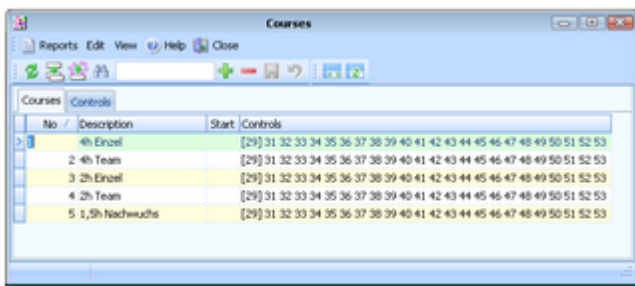 Courses
Reports Edit View Help Close
Courses Controls
No / Description Start Controls
1 4h Einzel [29] 31 32 33 34 35 36 37 38 39 40 41 42 43 44 45 46 47 48 49 50 51 52 53
2 4h Team [29] 31 32 33 34 35 36 37 38 39 40 41 42 43 44 45 46 47 48 49 50 51 52 53
3 2h Einzel [29] 31 32 33 34 35 36 37 38 39 40 41 42 43 44 45 46 47 48 49 50 51 52 53
4 2h Team [29] 31 32 33 34 35 36 37 38 39 40 41 42 43 44 45 46 47 48 49 50 51 52 53
5 1,5h Nachwuchs [29] 31 32 33 34 35 36 37 38 39 40 41 42 43 44 45 46 47 48 49 50 51 52 53